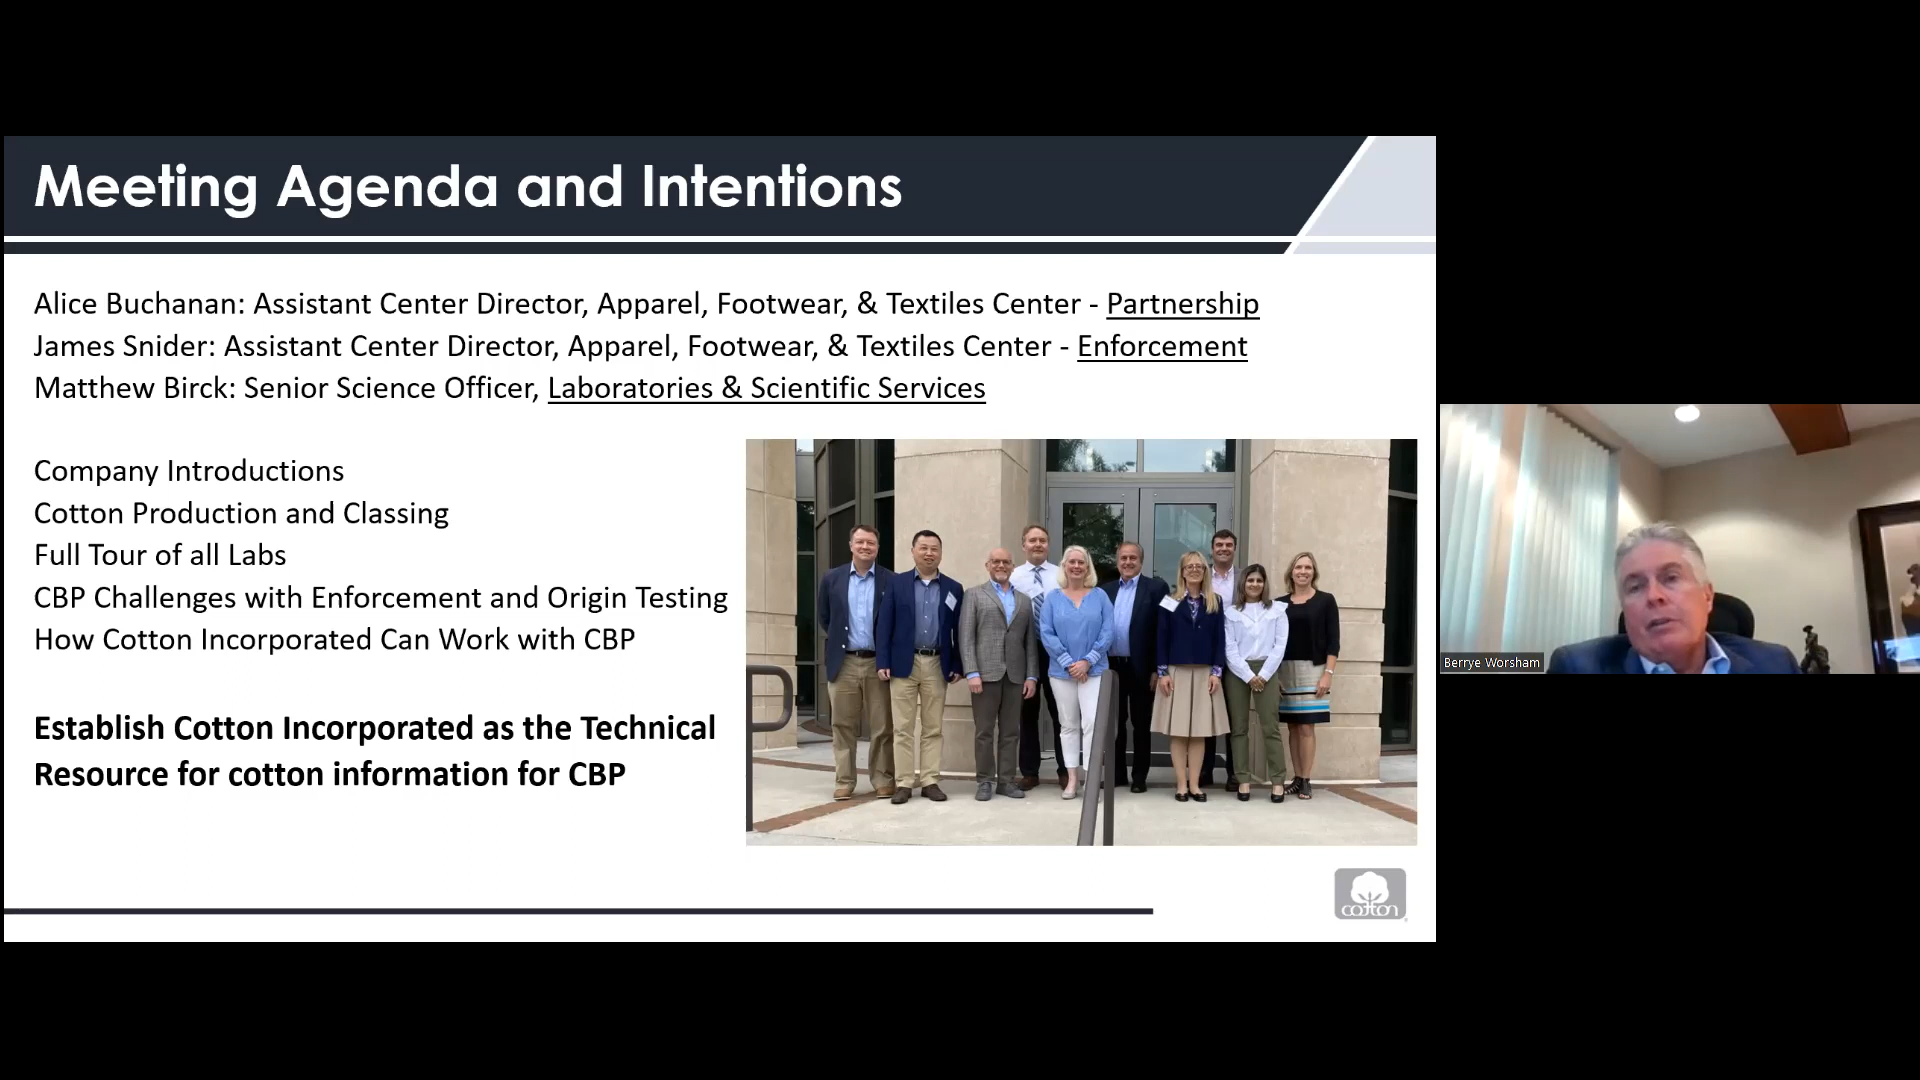 Meeting Agenda and Intentions
Alice Buchanan: Assistant Center Director, Apparel, Footwear, & Textiles Center - Partnership
James Snider: Assistant Center Director, Apparel, Footwear, & Textiles Center - Enforcement
Matthew Birck: Senior Science Officer, Laboratories & Scientific Services
Company Introductions
Cotton Production and Classing
Full Tour of all Labs
CBP Challenges with Enforcement and Origin Testing
How Cotton Incorporated Can Work with CBP
Establish Cotton Incorporated as the Technical
Resource for cotton information for CBP
cotton
Berrye Worsham